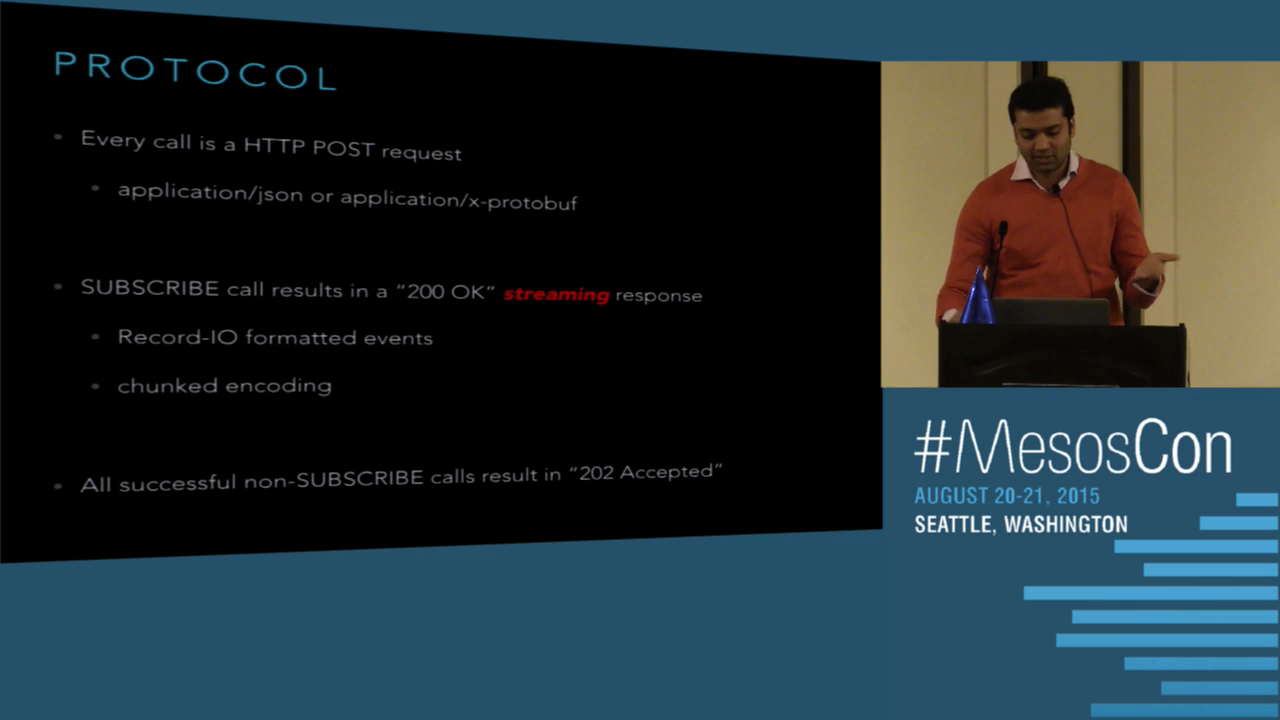 PROTOCOL
Every call is a HTTP POST request
application/json or application/x-protobuf
SUBSCRIBE call results in a “200 OK” streaming response
Record-IO formatted events
chunked encoding
All successful non-SUBSCRIBE calls result in “202 Accepted”
#MesosCon
AUGUST 20-21, 2015
SEATTLE, WASHINGTON